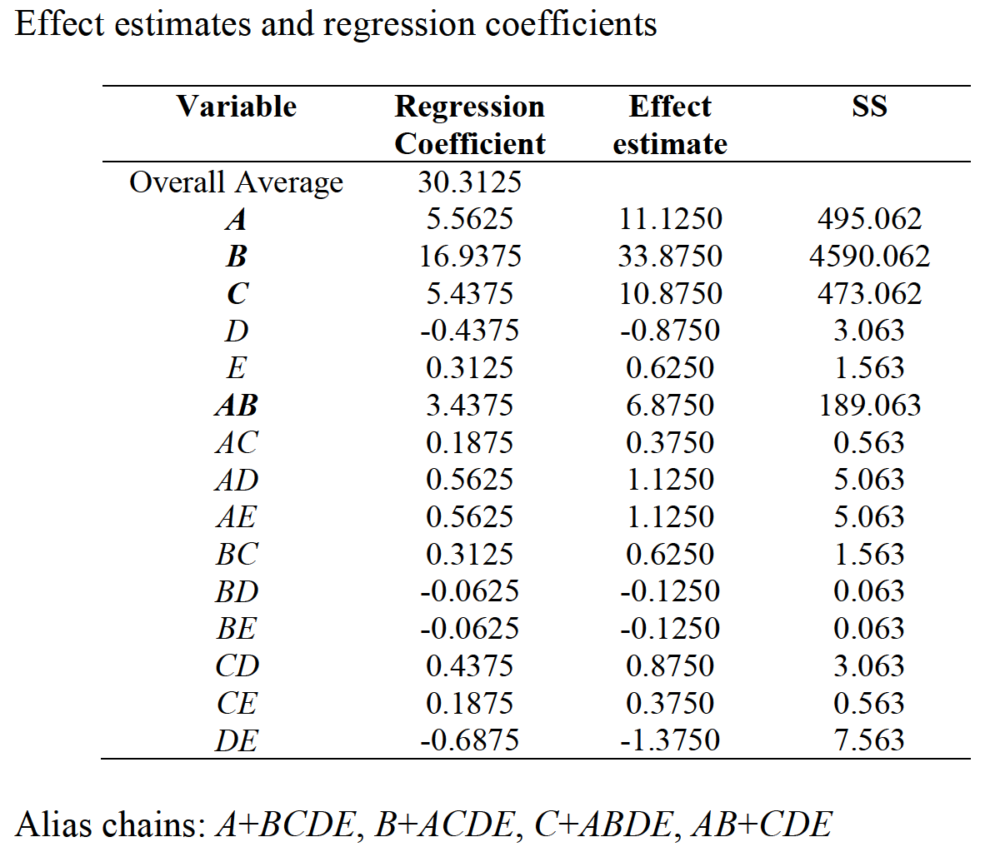 Effect estimates and regression coefficients
Variable Regression Coefficient Effect estimate SS
Overall Average 30.3125
A 5.5625 11.1250 495.062
B 16.9375 33.8750 4590.062
C 5.4375 10.8750 473.062
D -0.4375 -0.8750 3.063
E 0.3125 0.6250 1.563
AB 3.4375 6.8750 189.063
AC 0.1875 0.3750 0.563
AD 0.5625 1.1250 5.063
AE 0.5625 1.1250 5.063
BC 0.3125 0.6250 1.563
BD -0.0625 -0.1250 0.063
BE -0.0625 -0.1250 0.063
CD 0.4375 0.8750 3.063
CE 0.1875 0.3750 0.563
DE -0.6875 -1.3750 7.563
Alias chains: A+BCDE, B+ACDE, C+ABDE, AB+CDE